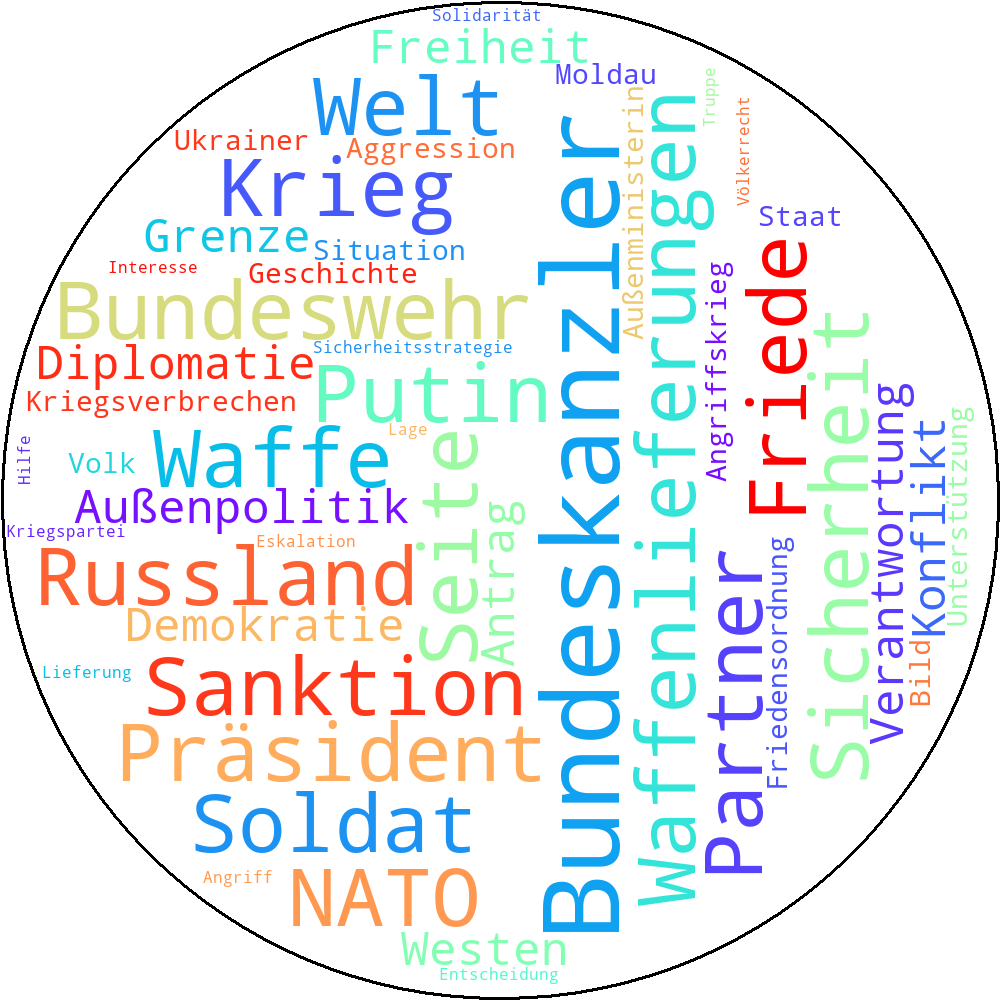 Solidarität
Freiheit
Moldau
Welt
Truppe
Außenministerin
Waffenlieferungen
Völkerrecht
Ukrainer
Aggression
Bundeskanzler
Krieg
Staat
Grenze
Situation
Friede
Interesse
Geschichte
Angriffskrieg
Bundeswehr
Sicherheit
Diplomatie
Sicherheitsstrategie
Putin
Kriegsverbrechen
Verantwortung
Unterstützung
Konflikt
Lage
Waffe
Seite
Hilfe
Volk
Außenpolitik
Antrag
Kriegspartei
Eskalation
Friedensordnung
Russland
Partner
Demokratie
Bild
Sanktion
Lieferung
Präsident
Soldat
Angriff
NATO
Westen
Entscheidung